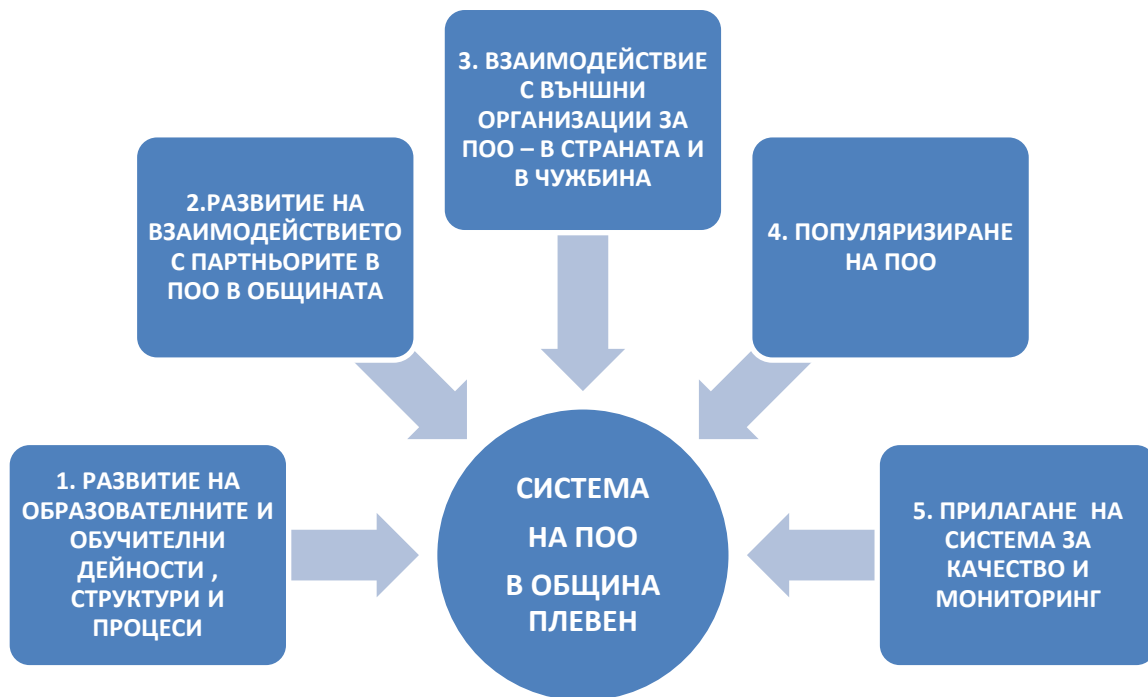 1. РАЗВИТИЕ НА
ОБРАЗОВАТЕЛНИТЕ И
ОБУЧИТЕЛНИ
ДЕЙНОСТИ ,
СТРУКТУРИ И
ПРОЦЕСИ
2.РАЗВИТИЕ НА
ВЗАИМОДЕЙСТВИЕТО
С ПАРТНЬОРИТЕ В
ПОО В ОБЩИНАТА
3. ВЗАИМОДЕЙСТВИЕ
С ВЪНШНИ
ОРГАНИЗАЦИИ ЗА
ПОО – В СТРАНАТА И
В ЧУЖБИНА
4. ПОПУЛЯРИЗИРАНЕ
НА ПОО
5. ПРИЛАГАНЕ НА
СИСТЕМА ЗА
КАЧЕСТВО И
МОНИТОРИНГ
СИСТЕМА
НА ПОО
В ОБЩИНА
ПЛЕВЕН